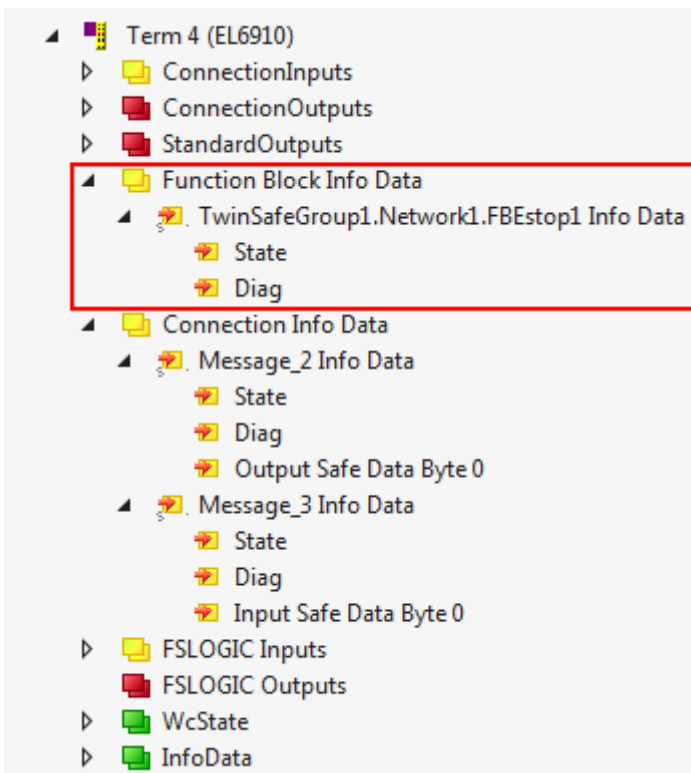 Term 4 (EL6910)
ConnectionInputs
ConnectionOutputs
StandardOutputs
Function Block Info Data
TwinSafeGroup1.Network1.FBEstop1 Info Data
State
Diag
Connection Info Data
Message_2 Info Data
State
Diag
Output Safe Data Byte 0
Message_3 Info Data
State
Diag
Input Safe Data Byte 0
FSLOGIC Inputs
FSLOGIC Outputs
WcState
InfoData